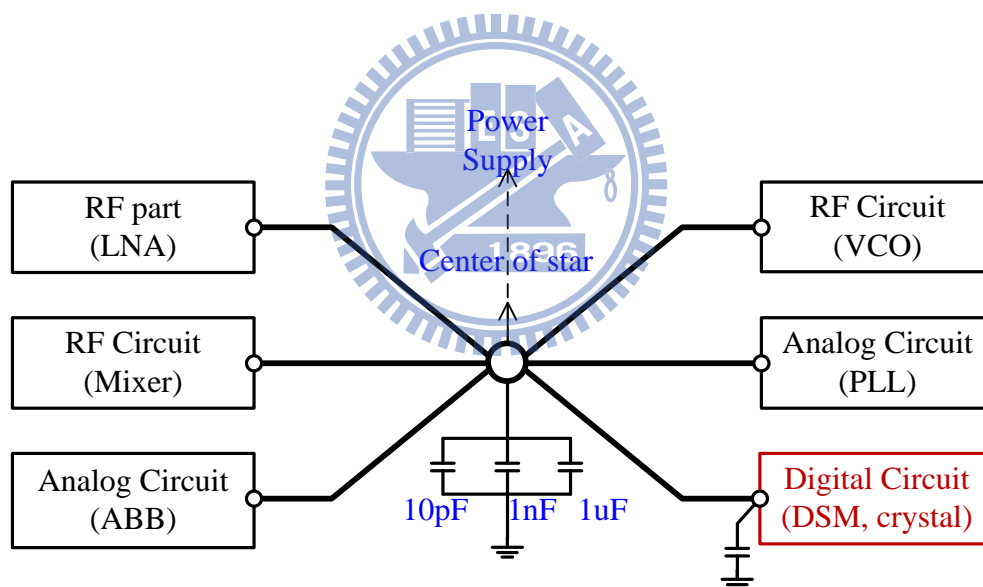 Power
Supply
E S A
1896
Center of star
RF part
(LNA)
RF Circuit
(VCO)
RF Circuit
(Mixer)
Analog Circuit
(PLL)
Analog Circuit
(ABB)
10pF
1nF
1uF
Digital Circuit
(DSM, crystal)